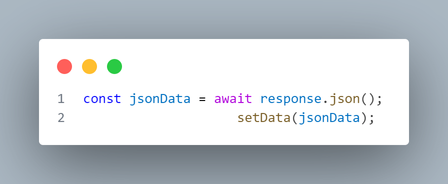 1 const jsonData = await response.json();
2                     setData(jsonData);